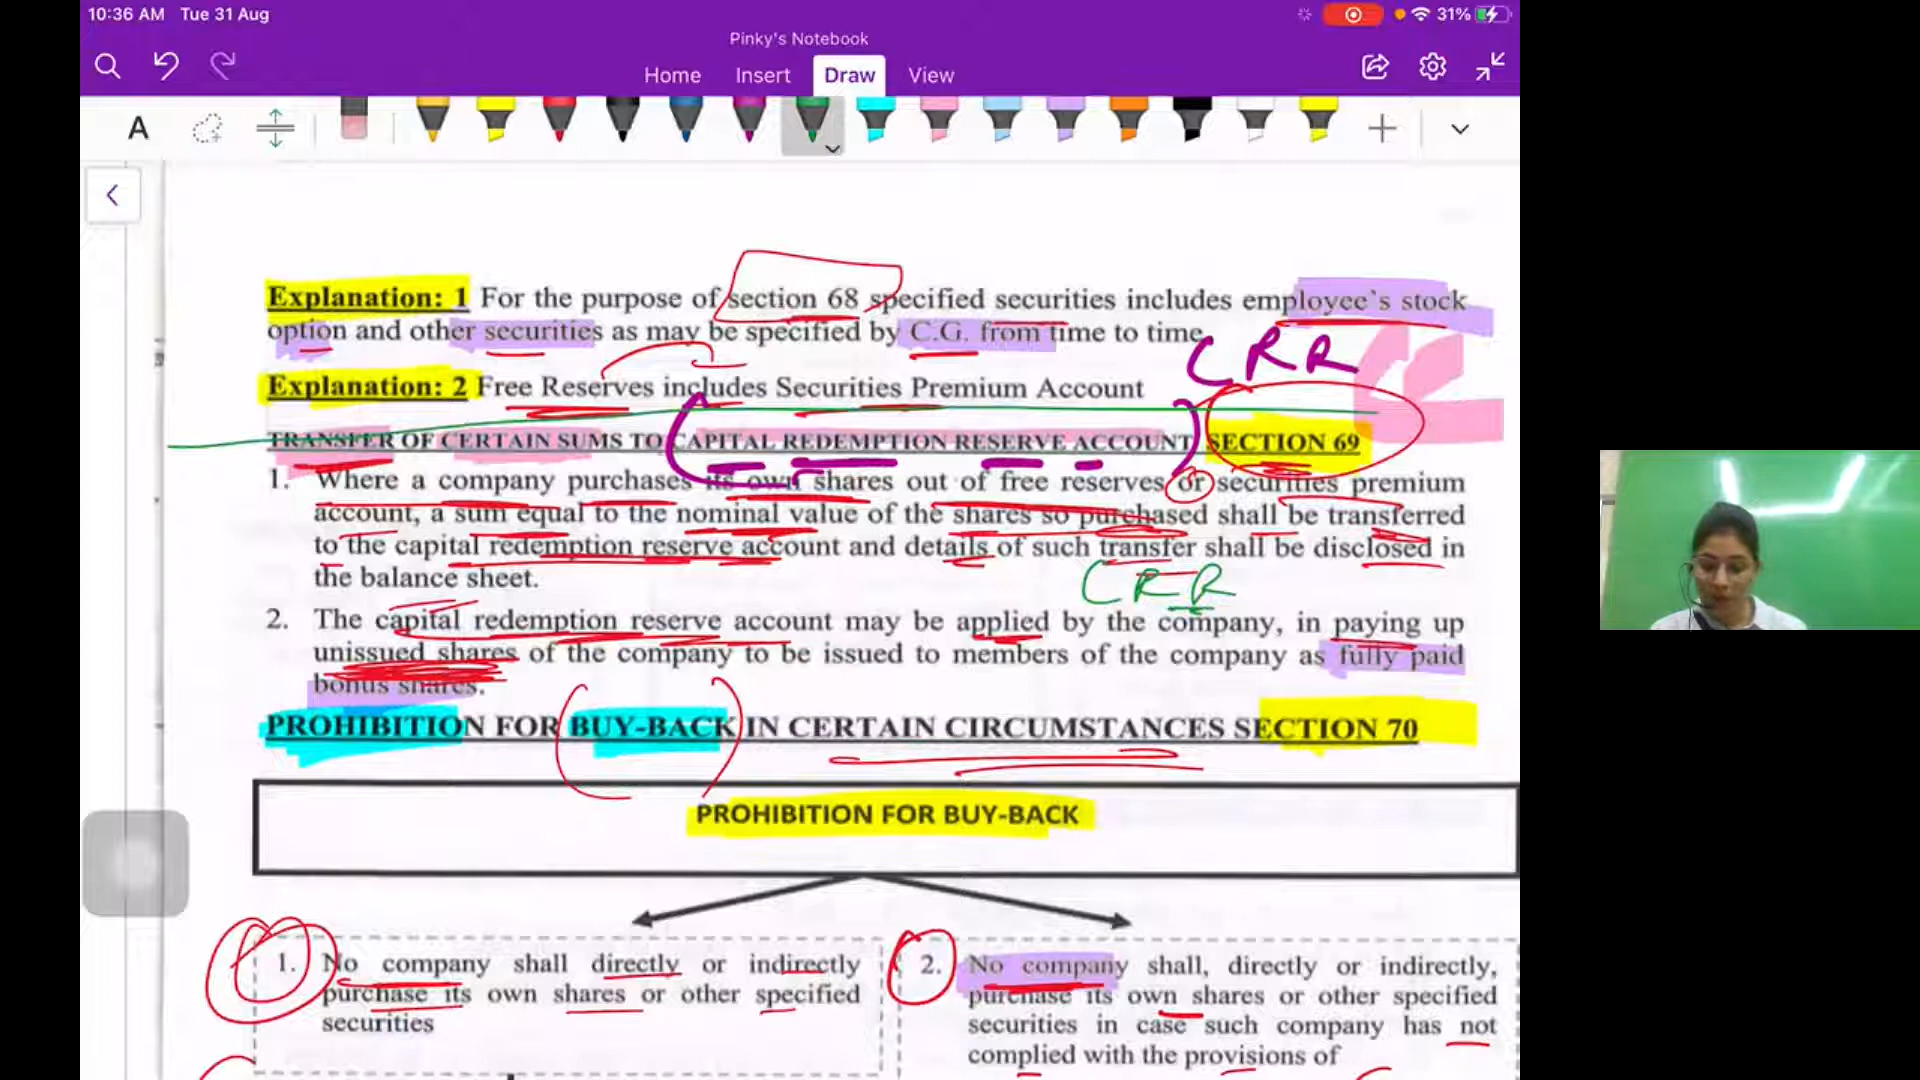 10:36 AM Tue 31 Aug
31%
Pinky's Notebook
Home Insert Draw View
A
Explanation: 1 For the purpose of section 68 specified securities includes employee's stock
option and other securities as may be specified by C.G. from time to time.
CRR
Explanation: 2 Free Reserves includes Securities Premium Account
TRANSFER OF CERTAIN SUMS TO CAPITAL REDEMPTION RESERVE ACCOUNT SECTION 69
1. Where a company purchases its own shares out of free reserves or securities premium
account, a sum equal to the nominal value of the shares so purchased shall be transferred
to the capital redemption reserve account and details of such transfer shall be disclosed in
the balance sheet.
CRR
2. The capital redemption reserve account may be applied by the company, in paying up
unissued shares of the company to be issued to members of the company as fully paid
bonus shares.
PROHIBITION FOR BUY-BACK IN CERTAIN CIRCUMSTANCES SECTION 70
PROHIBITION FOR BUY-BACK
1. No company shall directly or indirectly
purchase its own shares or other specified
securities
2. No company shall, directly or indirectly,
purchase its own shares or other specified
securities in case such company has not
complied with the provisions of